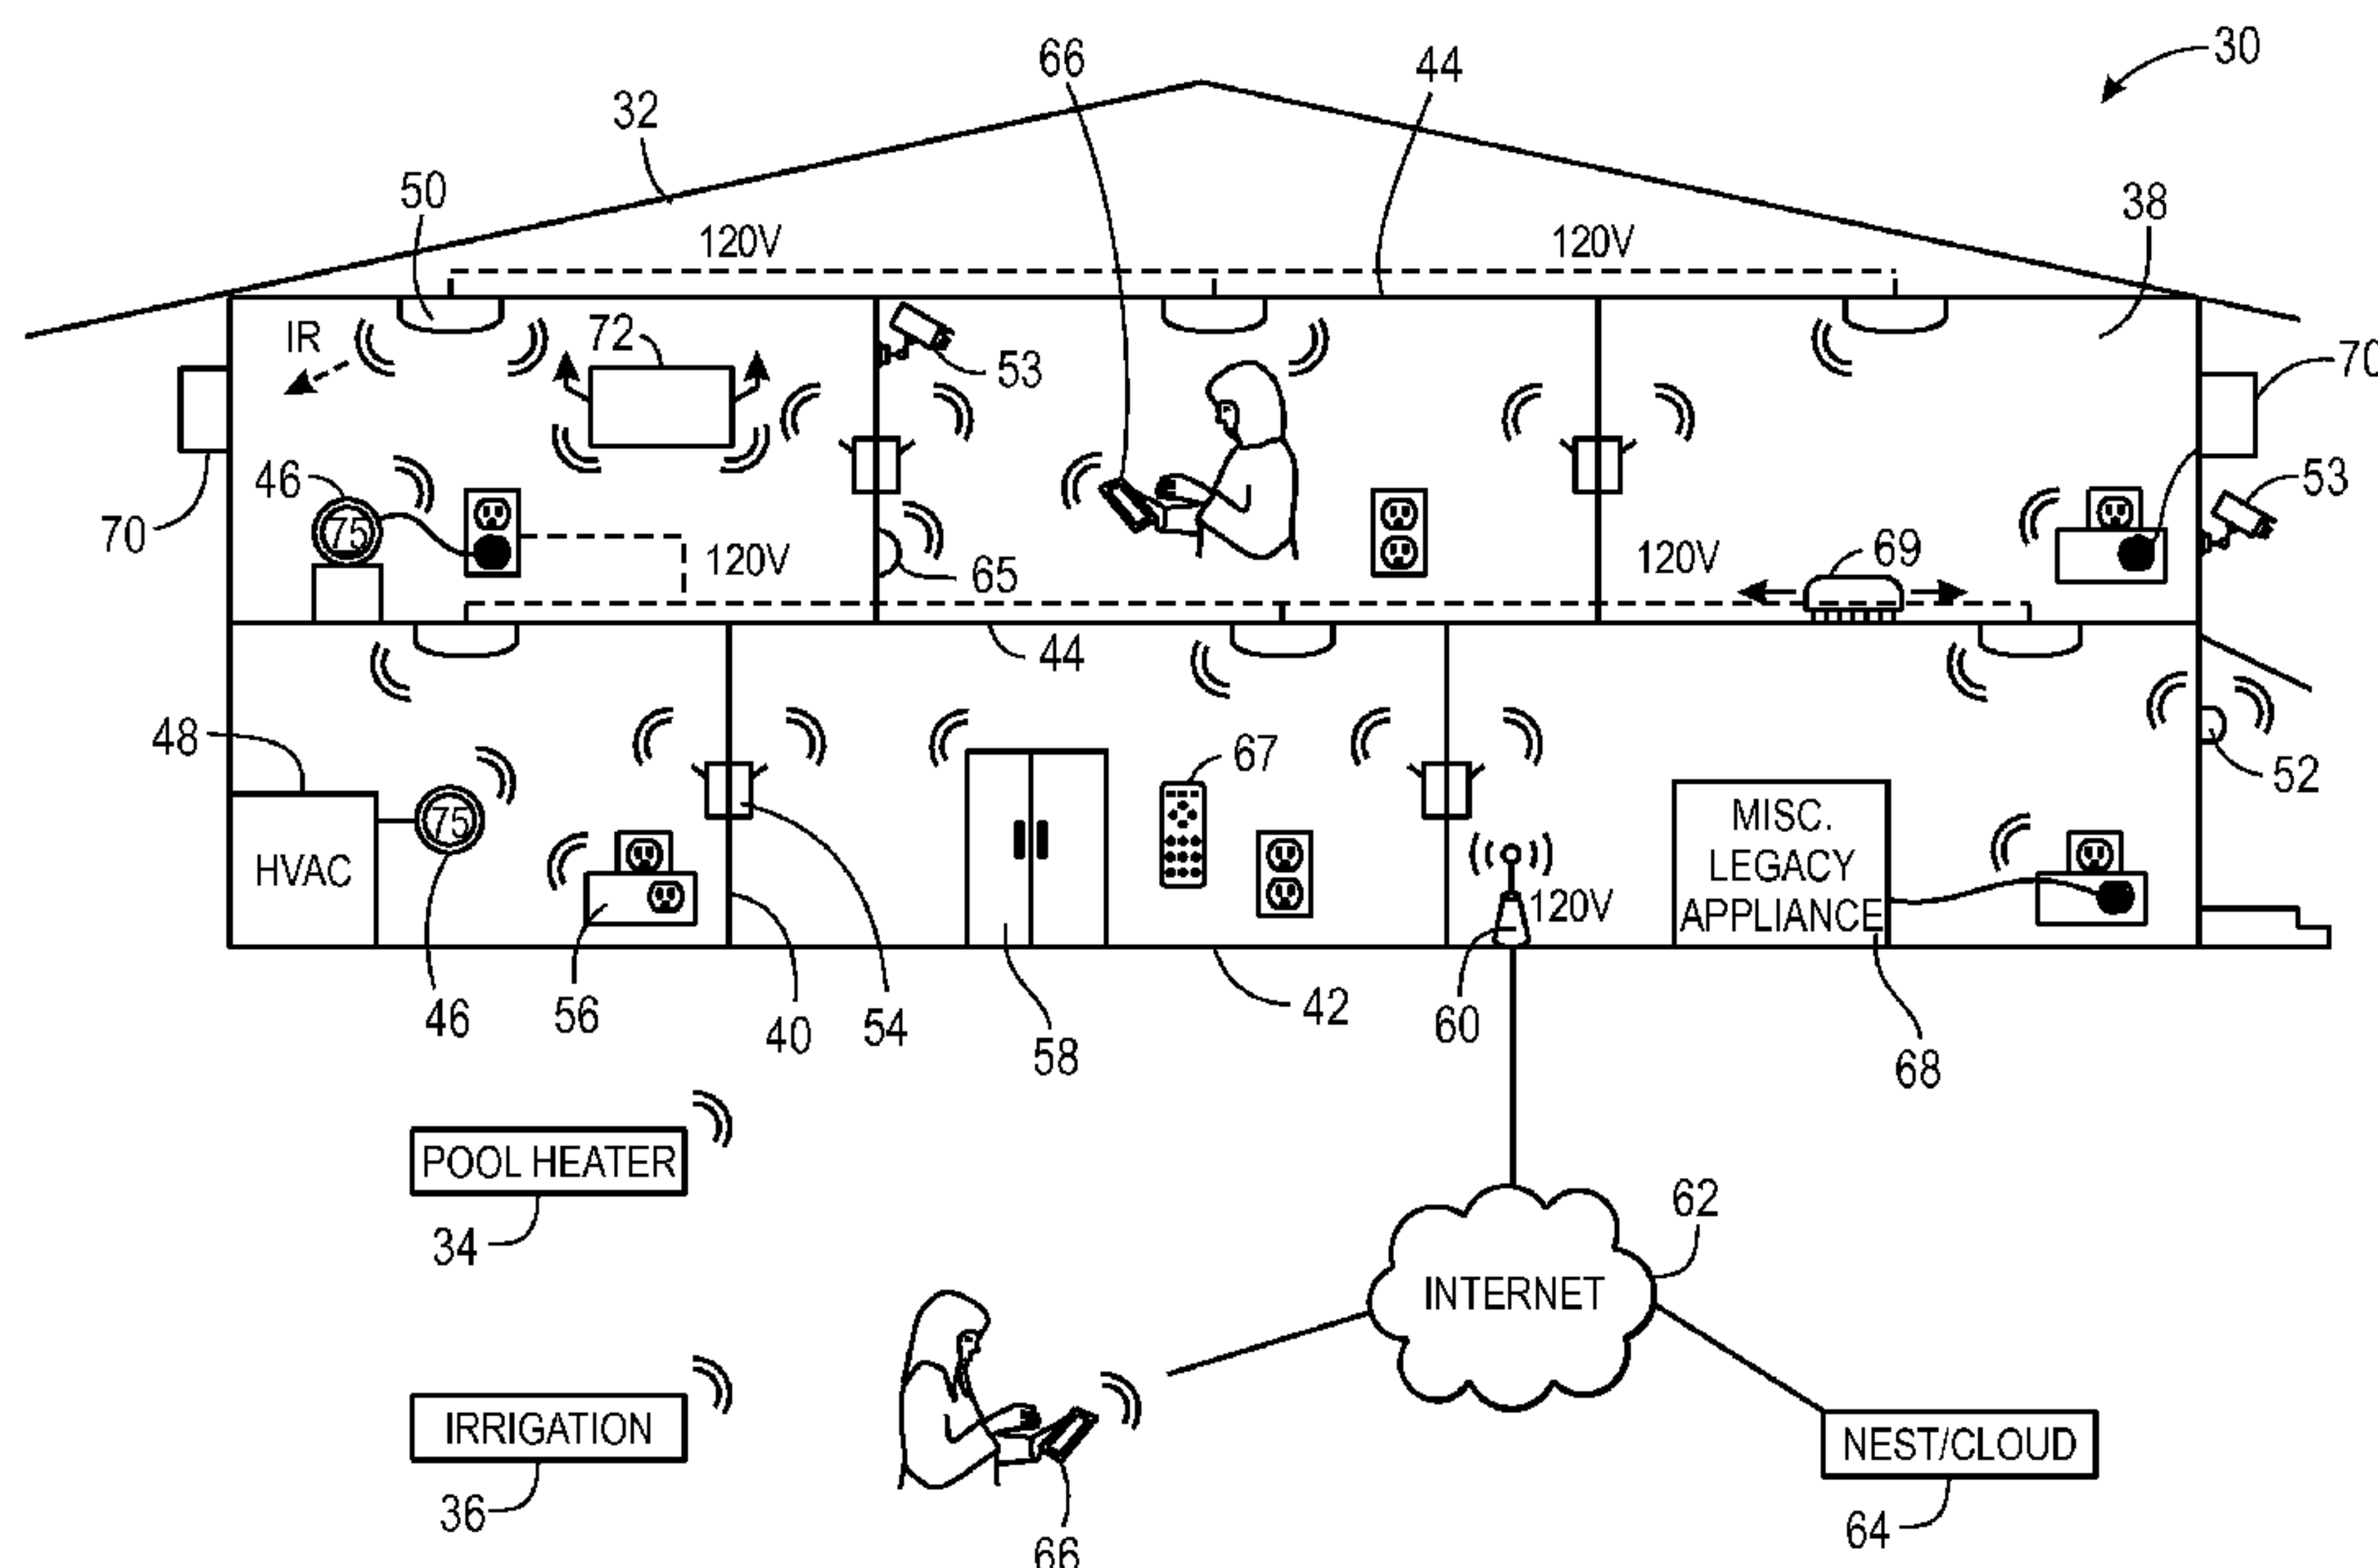 30
66
44
32
50
38
120V
120V
IR
72
53
70
46
53
70
75
120V
65
120V
69
44
48
67
52
75
HVAC
MISC.
LEGACY
APPLIANCE
120V
46
56
40
54
58
42
60
68
POOL HEATER
34
62
INTERNET
IRRIGATION
36
66
NEST/CLOUD
64